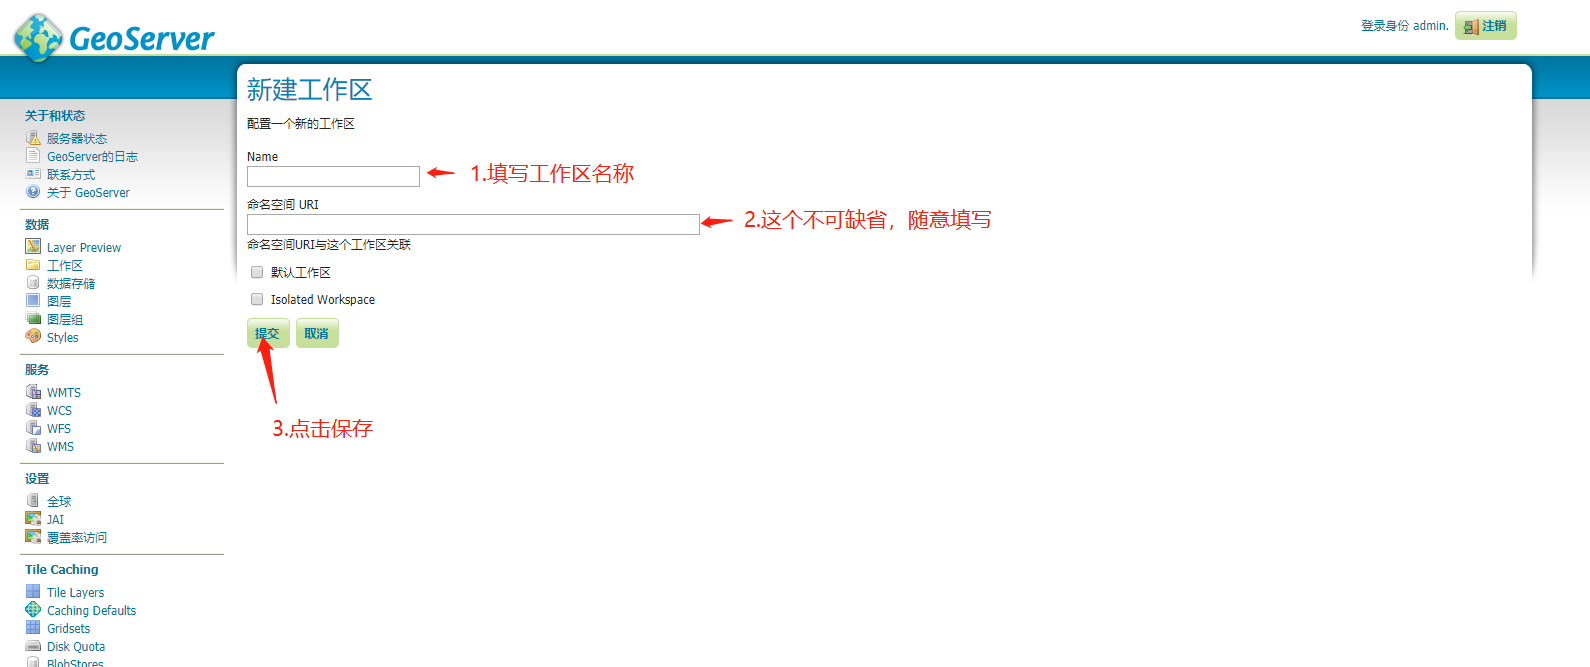 GeoServer
登录身份 admin.
注销
关于和状态
服务器状态
GeoServer的日志
联系方式
关于 GeoServer
数据
Layer Preview
工作区
数据存储
图层
图层组
Styles
服务
WMTS
WCS
WFS
WMS
设置
全球
JAI
覆盖率访问
Tile Caching
Tile Layers
Caching Defaults
Gridsets
Disk Quota
BlobStores
新建工作区
配置一个新的工作区
Name
1.填写工作区名称
命名空间 URI
2.这个不可缺省，随意填写
命名空间URI与这个工作区关联
默认工作区
Isolated Workspace
提交 取消
3.点击保存